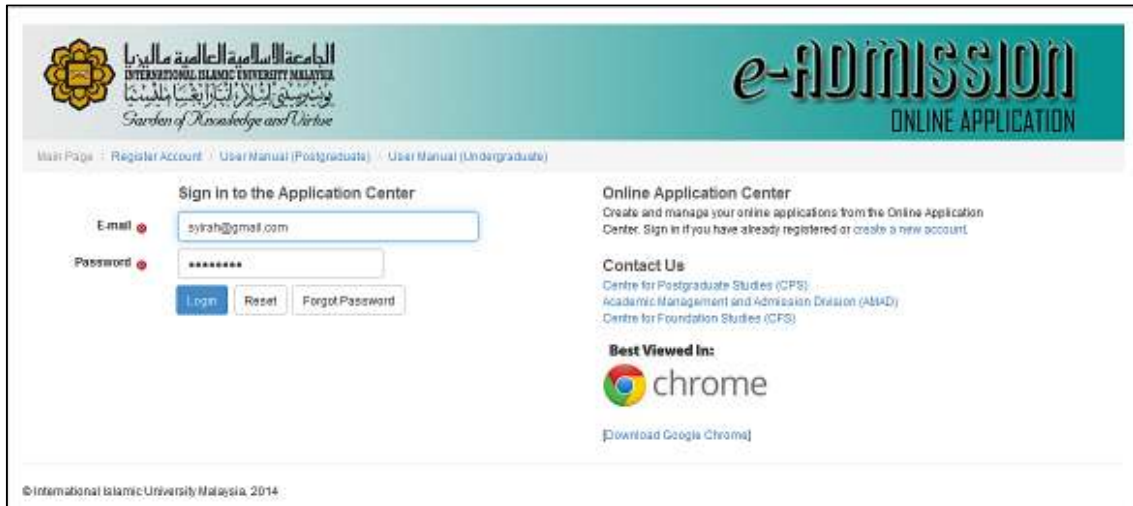 الجامعة الإسلامية العالمية ماليزيا
INTERNATIONAL ISLAMIC UNIVERSITY MALAYSIA
Garden of Knowledge and Virtue
e-ADMISSION
ONLINE APPLICATION
Main Page / Register Account / User Manual (Postgraduate) / User Manual (Undergraduate)
Sign in to the Application Center
E-mail
syirah@gmail.com
Password
••••••••
Login
Reset
Forgot Password
Online Application Center
Create and manage your online applications from the Online Application
Center. Sign in if you have already registered or create a new account.
Contact Us
Centre for Postgraduate Studies (CPS)
Academic Management and Admission Division (AMAD)
Centre for Foundation Studies (CFS)
Best Viewed In:
chrome
[Download Google Chrome]
© International Islamic University Malaysia, 2014